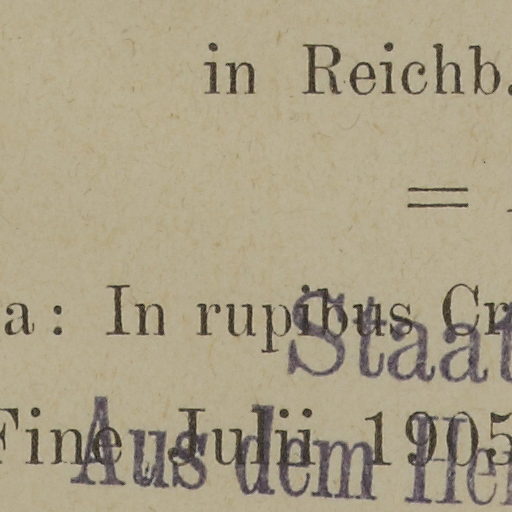 in Reichb.
=
a: In rupibus Cr
Staat
Fine Julii 1905
Aus dem Her